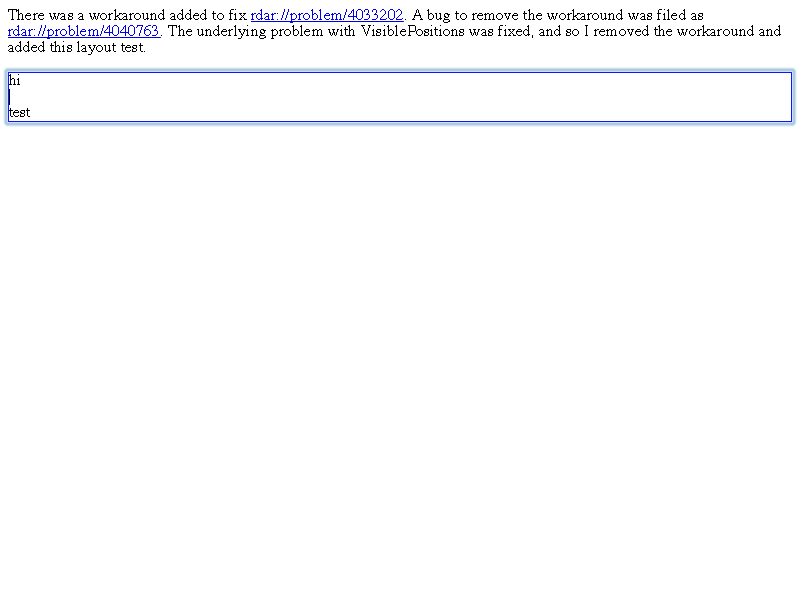 There was a workaround added to fix rdar://problem/4033202. A bug to remove the workaround was filed as
rdar://problem/4040763. The underlying problem with VisiblePositions was fixed, and so I removed the workaround and
added this layout test.
hi
test